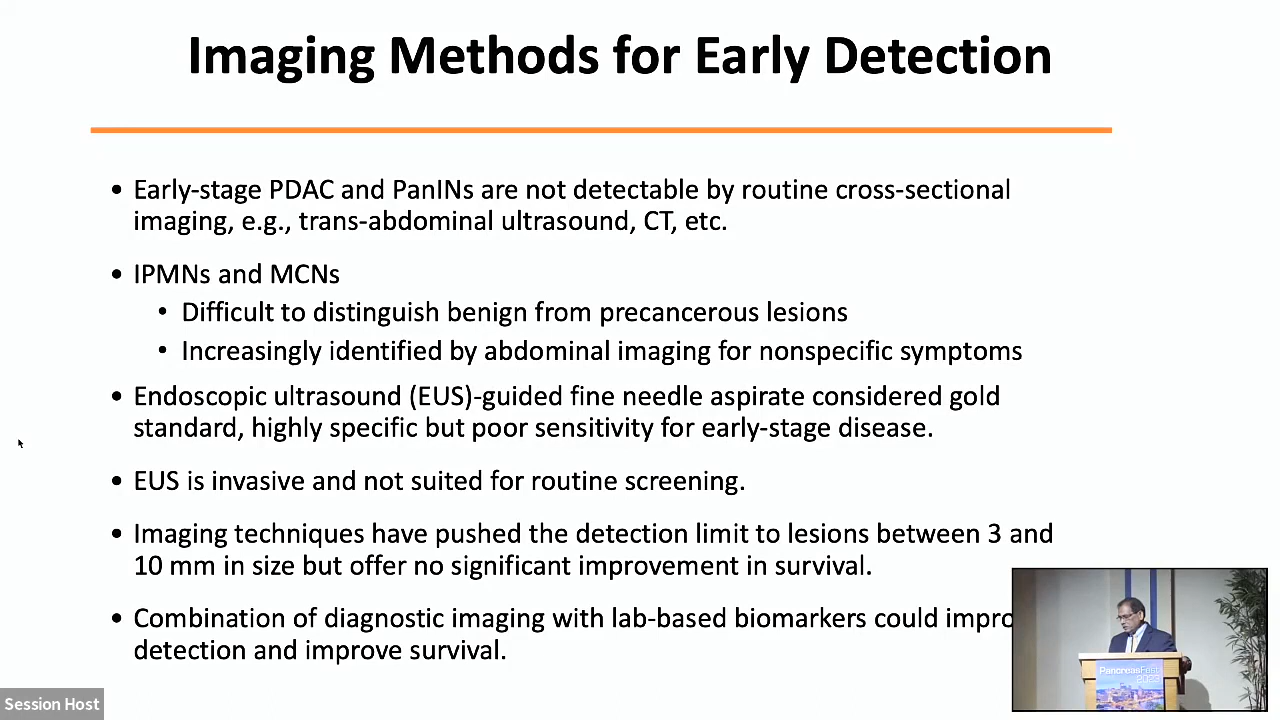 Imaging Methods for Early Detection
• Early-stage PDAC and PanINs are not detectable by routine cross-sectional
imaging, e.g., trans-abdominal ultrasound, CT, etc.
• IPMNs and MCNs
• Difficult to distinguish benign from precancerous lesions
• Increasingly identified by abdominal imaging for nonspecific symptoms
• Endoscopic ultrasound (EUS)-guided fine needle aspirate considered gold
standard, highly specific but poor sensitivity for early-stage disease.
• EUS is invasive and not suited for routine screening.
• Imaging techniques have pushed the detection limit to lesions between 3 and
10 mm in size but offer no significant improvement in survival.
• Combination of diagnostic imaging with lab-based biomarkers could impro
detection and improve survival.
PancreasFest
Session Host